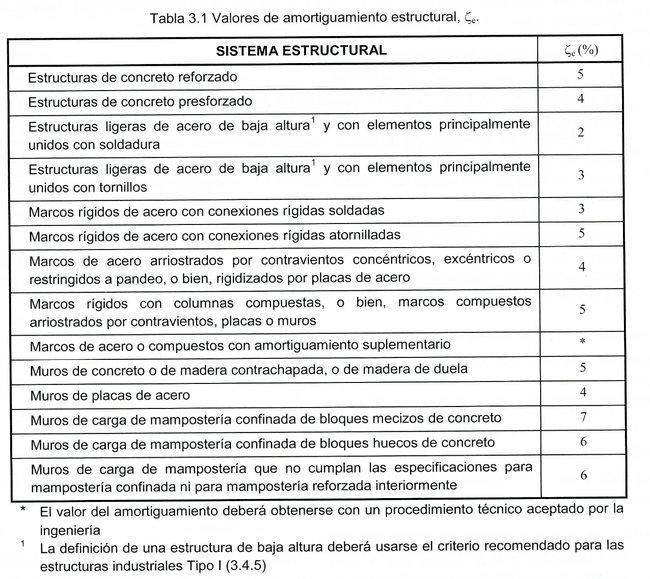 Tabla 3.1 Valores de amortiguamiento estructural, ζe.
SISTEMA ESTRUCTURAL ζe (%)
Estructuras de concreto reforzado 5
Estructuras de concreto presforzado 4
Estructuras ligeras de acero de baja altura1 y con elementos principalmente
unidos con soldadura 2
Estructuras ligeras de acero de baja altura1 y con elementos principalmente
unidos con tornillos 3
Marcos rígidos de acero con conexiones rígidas soldadas 3
Marcos rígidos de acero con conexiones rígidas atornilladas 5
Marcos de acero arriostrados por contravientos concéntricos, excéntricos o
restringidos a pandeo, o bien, rigidizados por placas de acero 4
Marcos rígidos con columnas compuestas, o bien, marcos compuestos
arriostrados por contravientos, placas o muros 5
Marcos de acero o compuestos con amortiguamiento suplementario *
Muros de concreto o de madera contrachapada, o de madera de duela 5
Muros de placas de acero 4
Muros de carga de mampostería confinada de bloques mecizos de concreto 7
Muros de carga de mampostería confinada de bloques huecos de concreto 6
Muros de carga de mampostería que no cumplan las especificaciones para
mampostería confinada ni para mampostería reforzada interiormente 6
* El valor del amortiguamiento deberá obtenerse con un procedimiento técnico aceptado por la
ingeniería
1 La definición de una estructura de baja altura deberá usarse el criterio recomendado para las
estructuras industriales Tipo I (3.4.5)